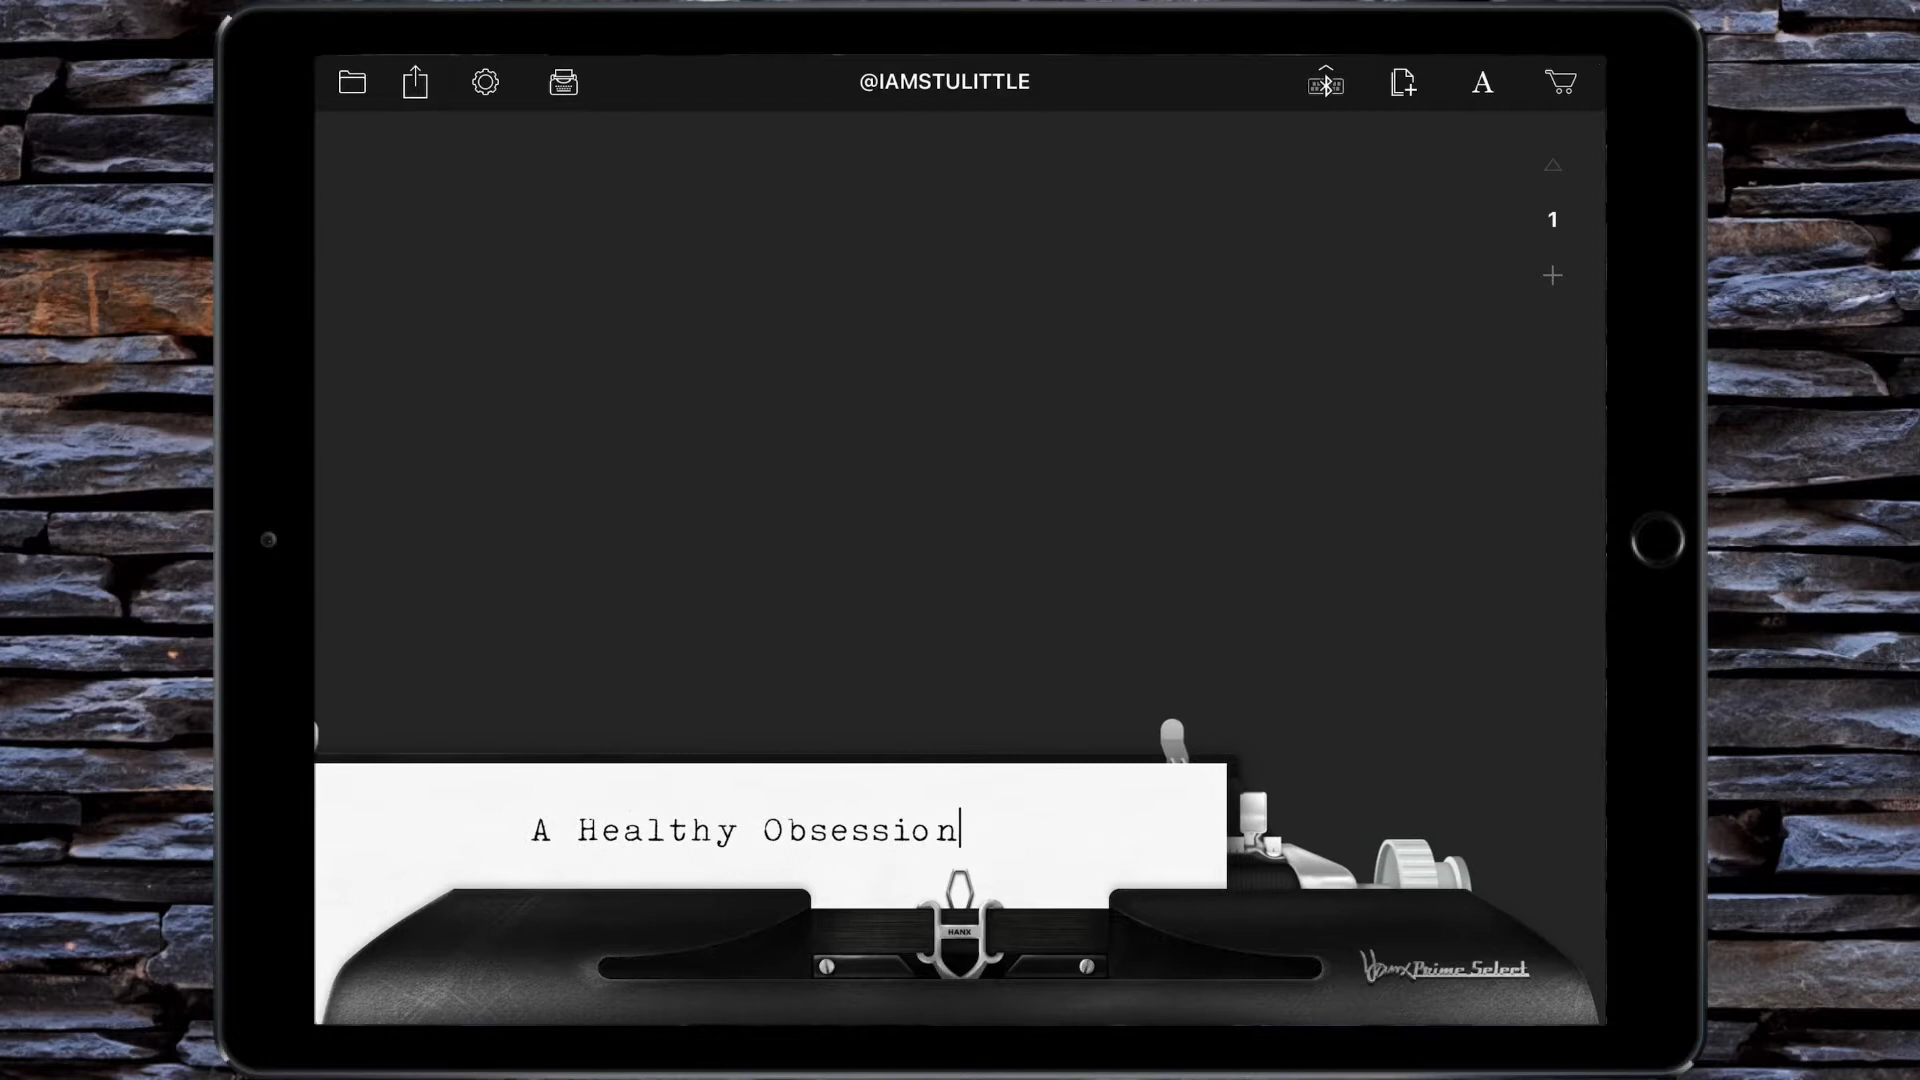 @IAMSTULITTLE
A
1
A Healthy Obsession
HANX
Hanx Prime Select